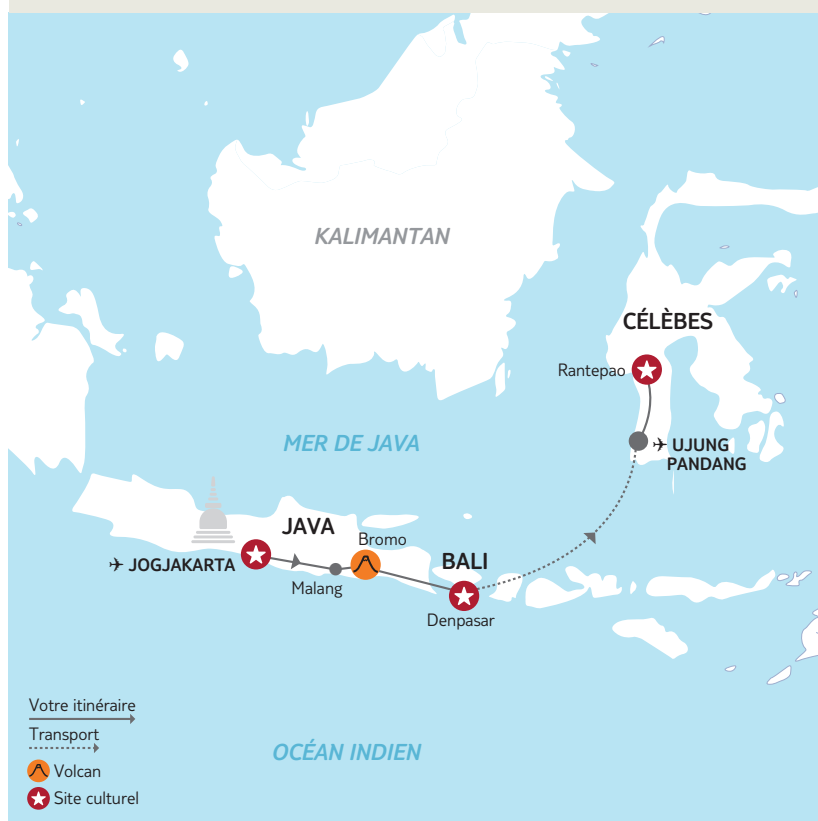 KALIMANTAN
CÉLÈBES
Rantepao
MER DE JAVA
UJUNG
PANDANG
JAVA
Bromo
BALI
JOGJAKARTA
Malang
Denpasar
Votre itinéraire
Transport
OCÉAN INDIEN
Volcan
Site culturel